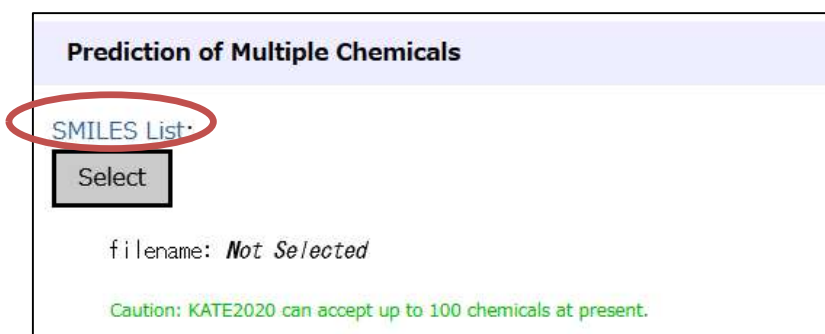 Prediction of Multiple Chemicals
SMILES List:
Select
filename: Not Selected
Caution: KATE2020 can accept up to 100 chemicals at present.